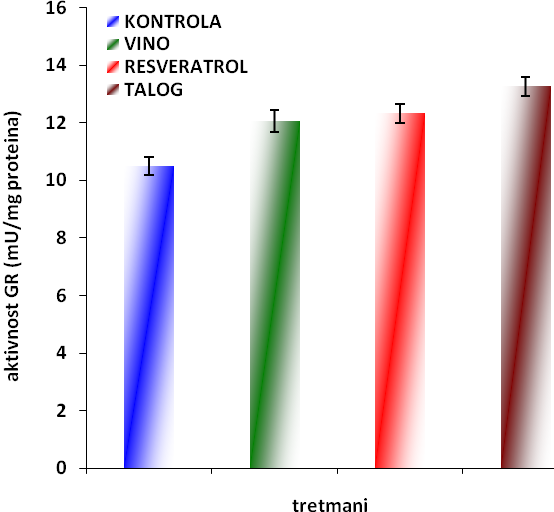 16
14
12
10
8
6
4
2
0
aktivnost GR (mU/mg proteina)
KONTROLA
VINO
RESVERATROL
TALOG
tretmani